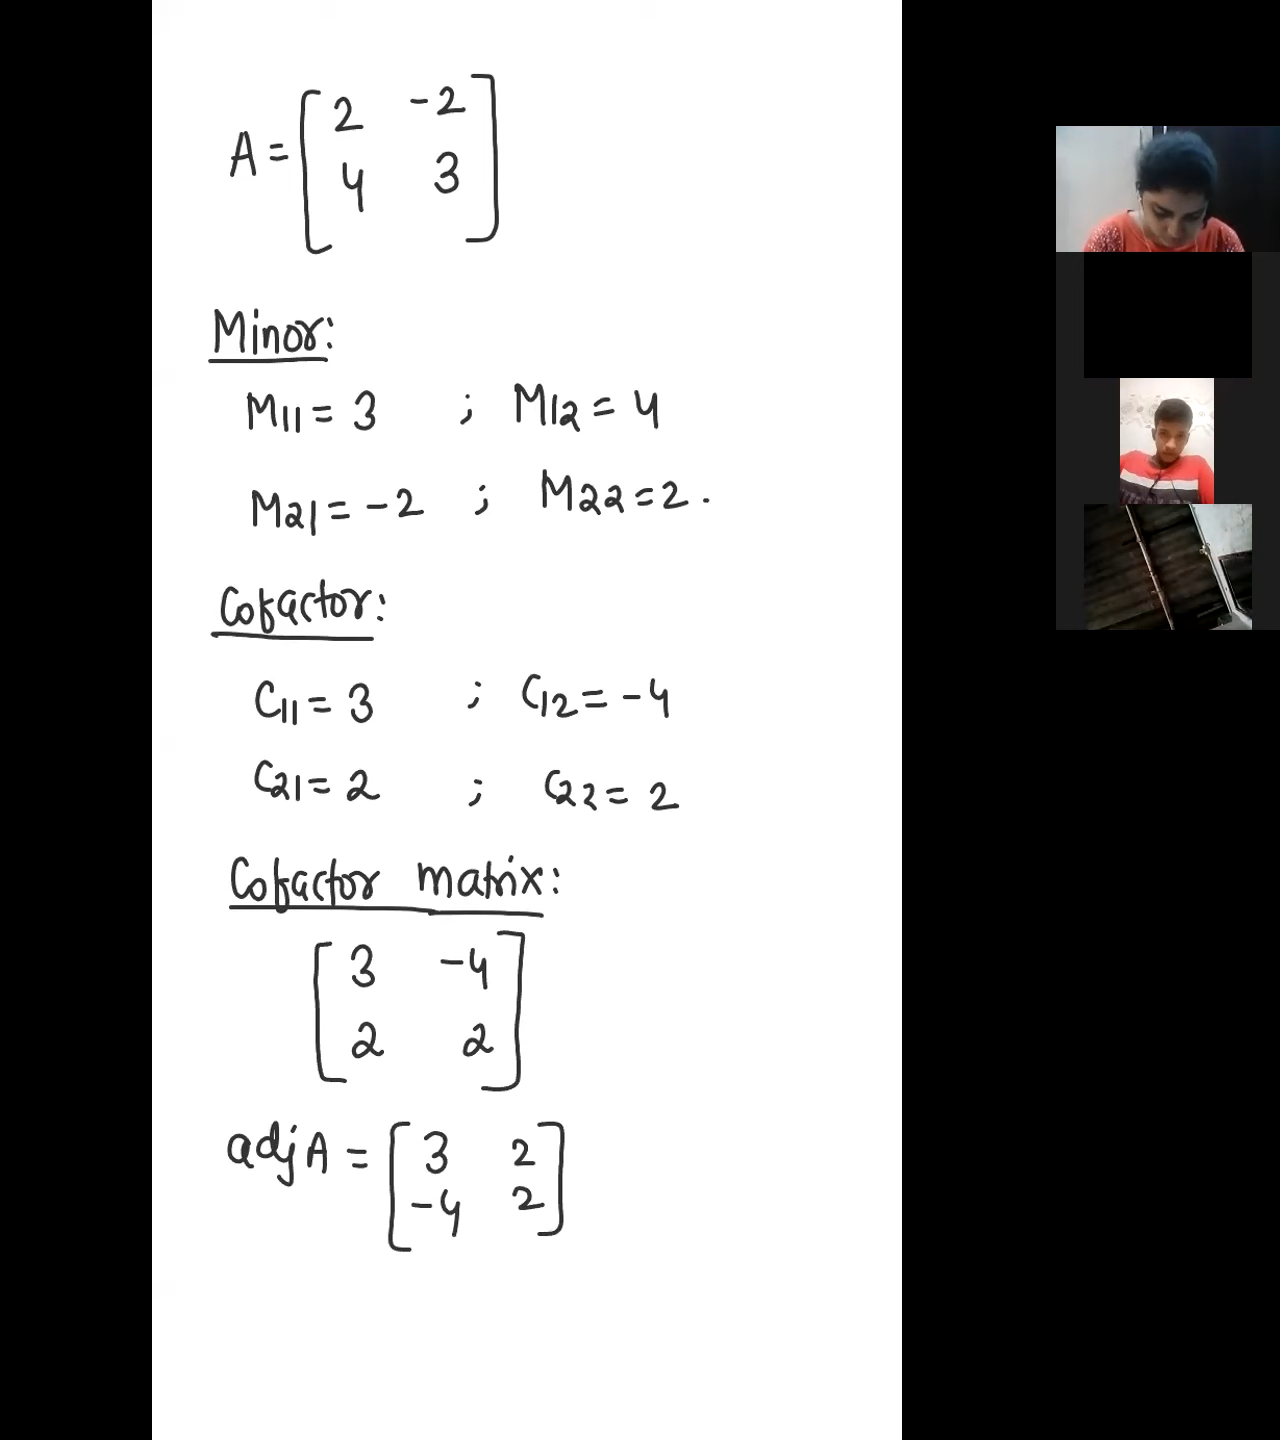 A = [ 2 -2
4 3 ]
Minor:
M11 = 3 ; M12 = 4
M21 = -2 ; M22 = 2.
Cofactor:
C11 = 3 ; C12 = -4
C21 = 2 ; C22 = 2
Cofactor matrix:
[ 3 -4
2 2 ]
adj A = [ 3 2
-4 2 ]